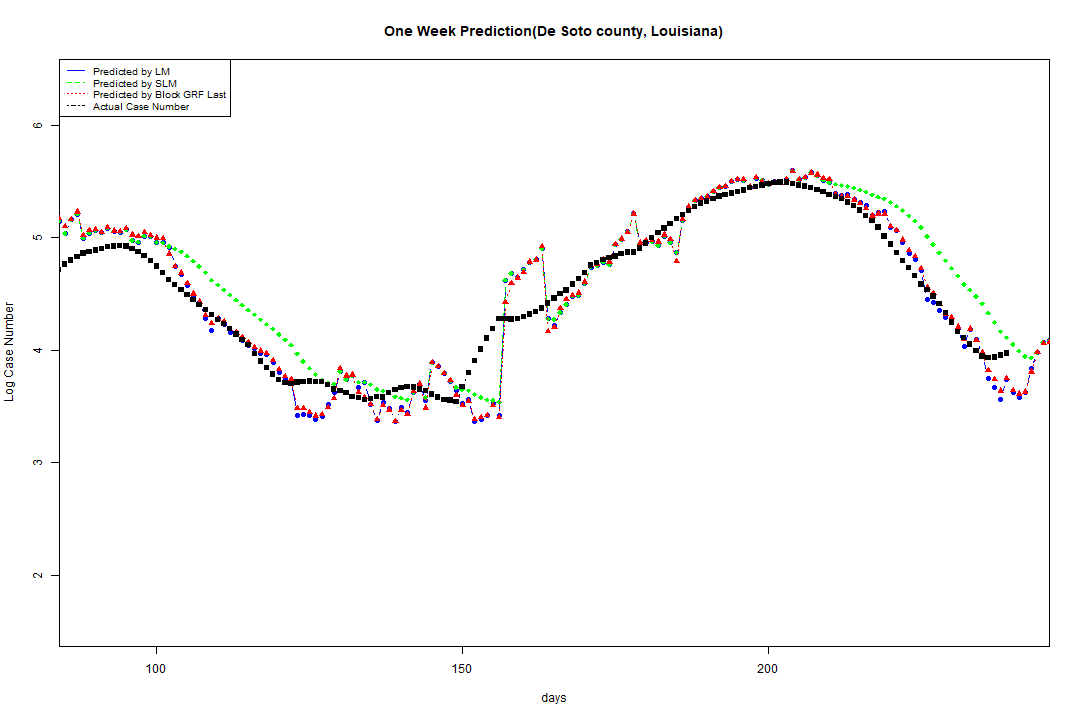 One Week Prediction(De Soto county, Louisiana)
Predicted by LM
Predicted by SLM
Predicted by Block GRF Last
Actual Case Number
6
5
4
3
2
Log Case Number
100 150 200
days